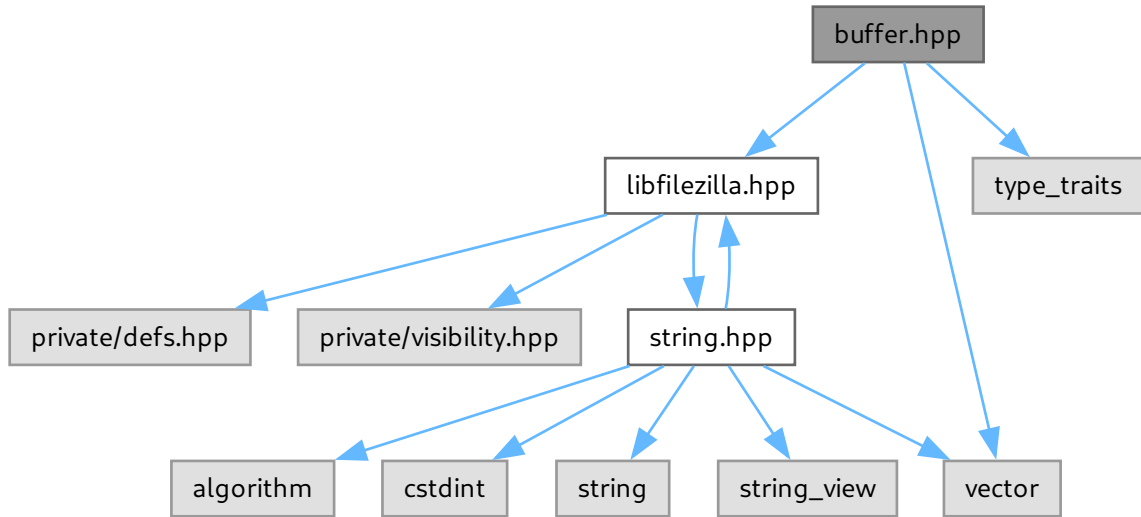 buffer.hpp
libfilezilla.hpp
type_traits
private/defs.hpp
private/visibility.hpp
string.hpp
algorithm
cstdint
string
string_view
vector